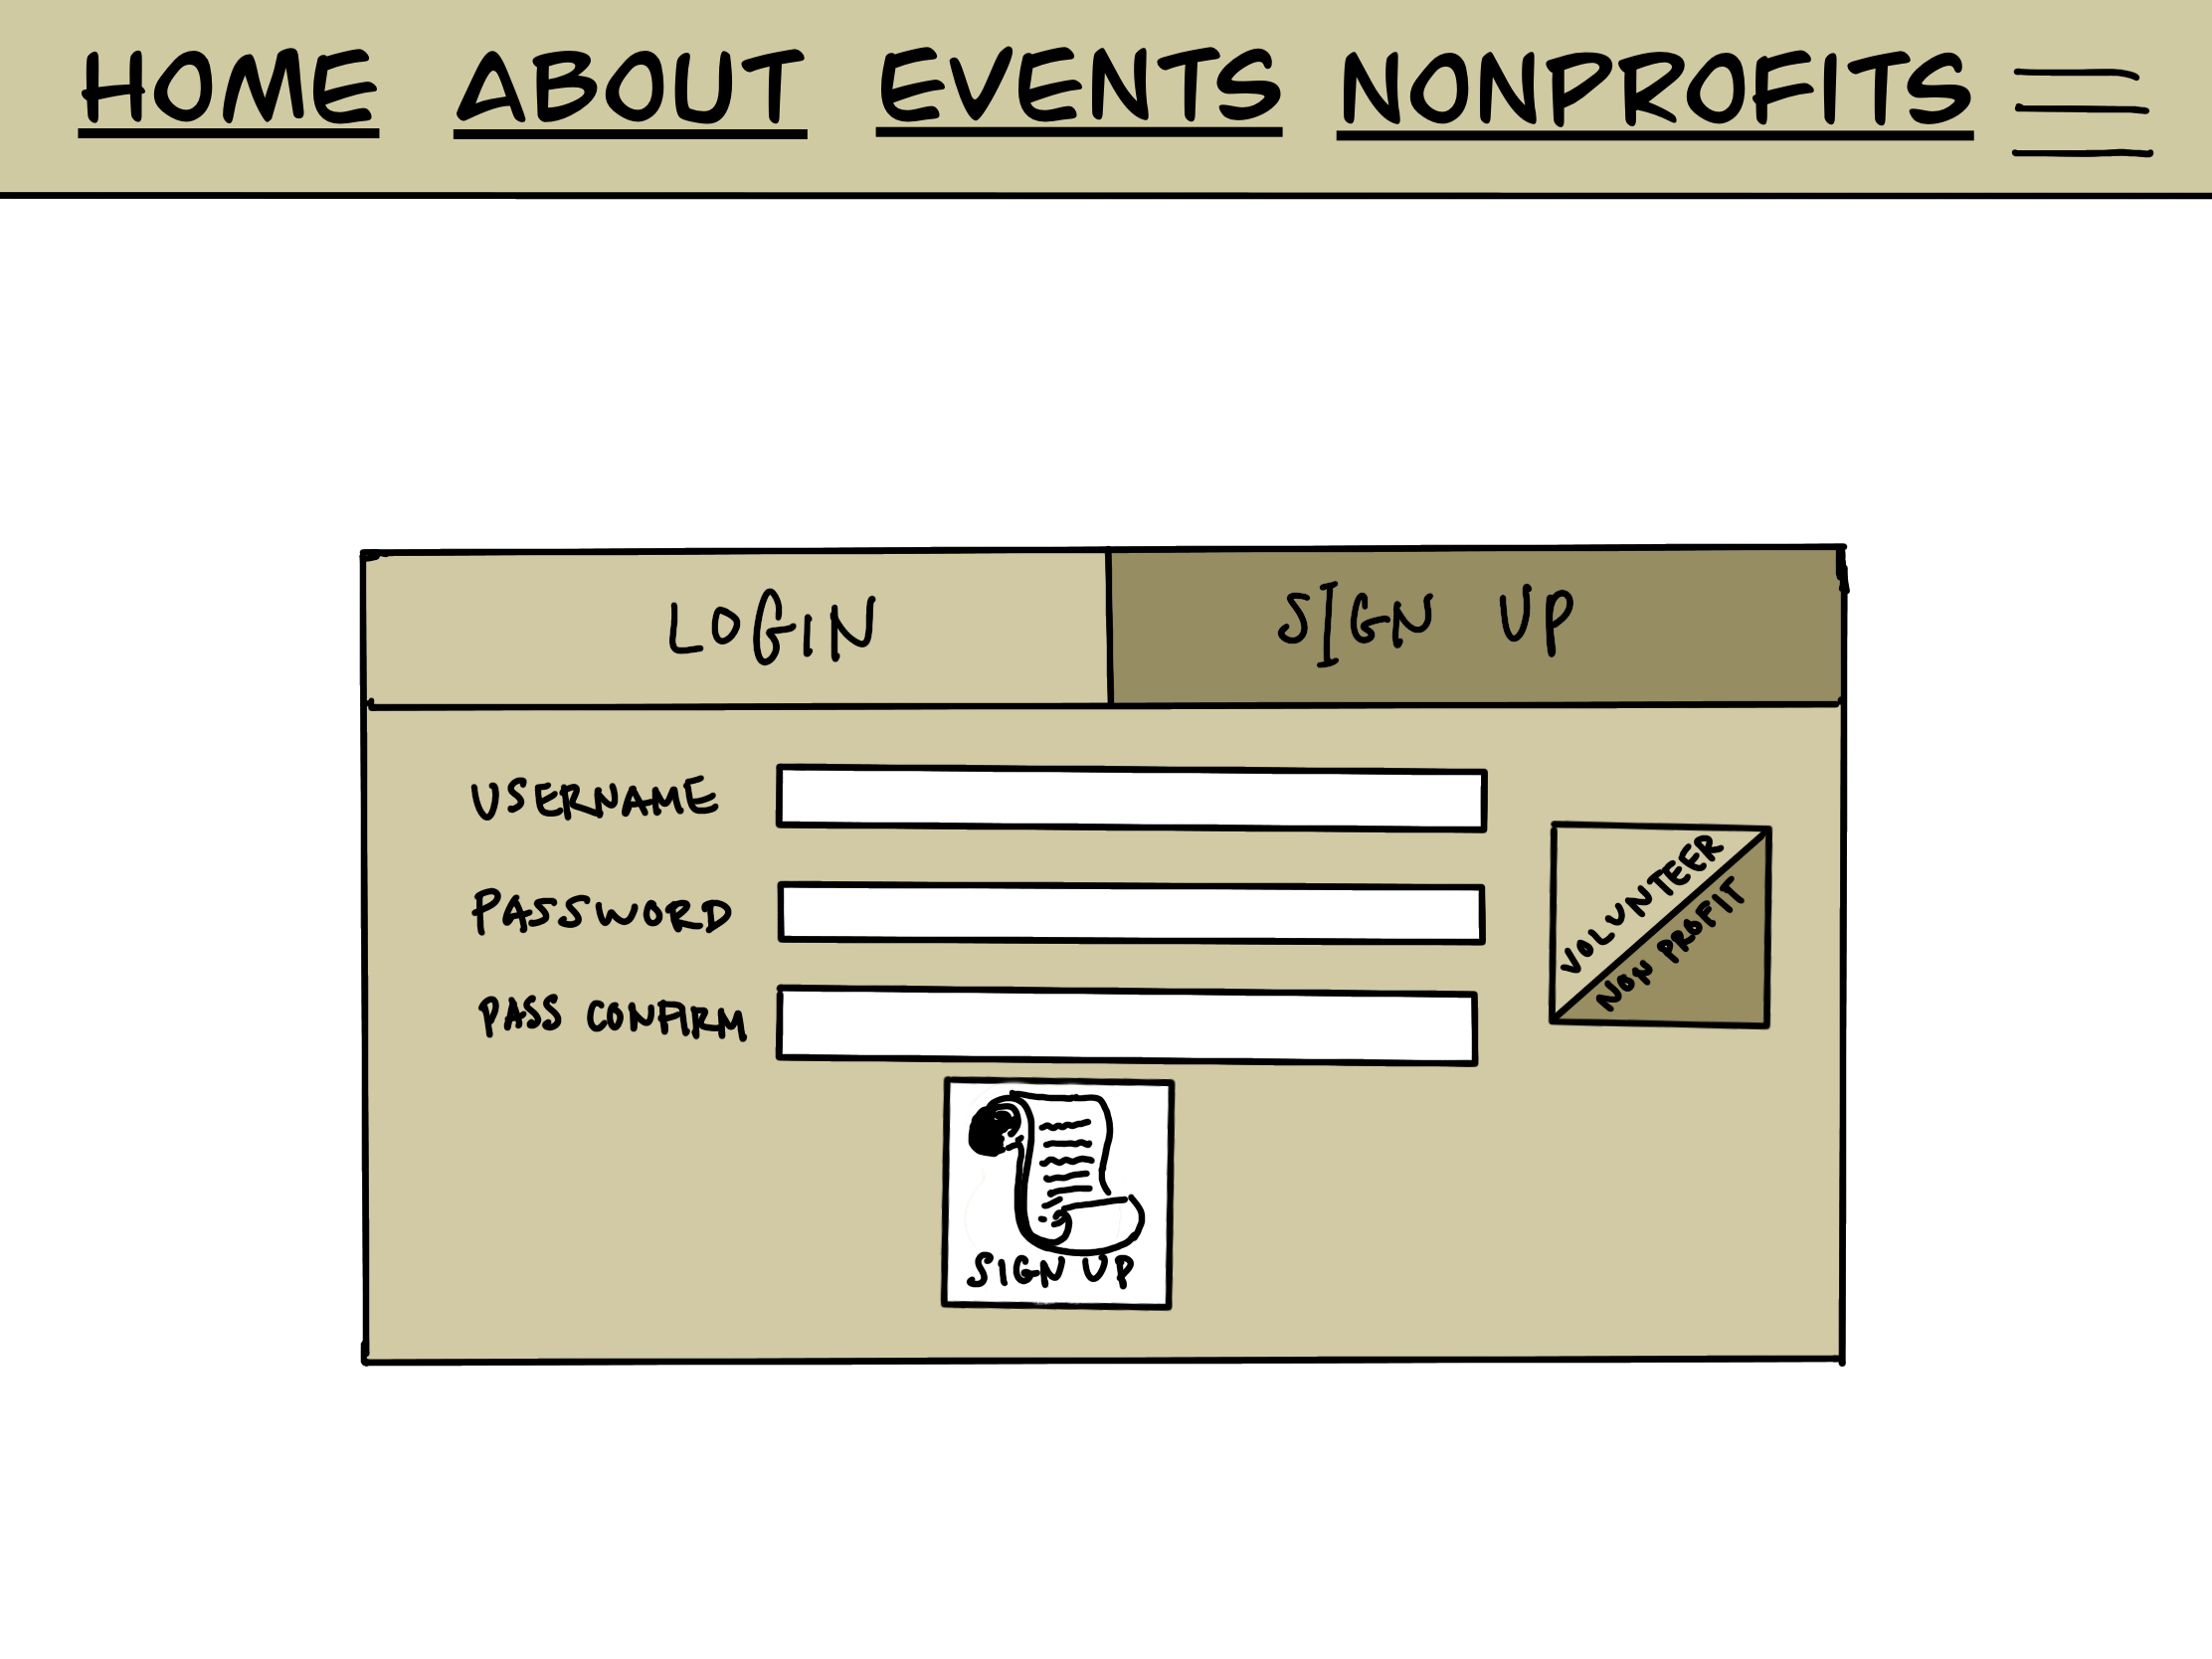 HOME ABOUT EVENTS NONPROFITS
LOGIN SIGN UP
USERNAME
PASSWORD
PASS CONFIRM
VOLUNTEER
NON PROFIT
SIGN UP